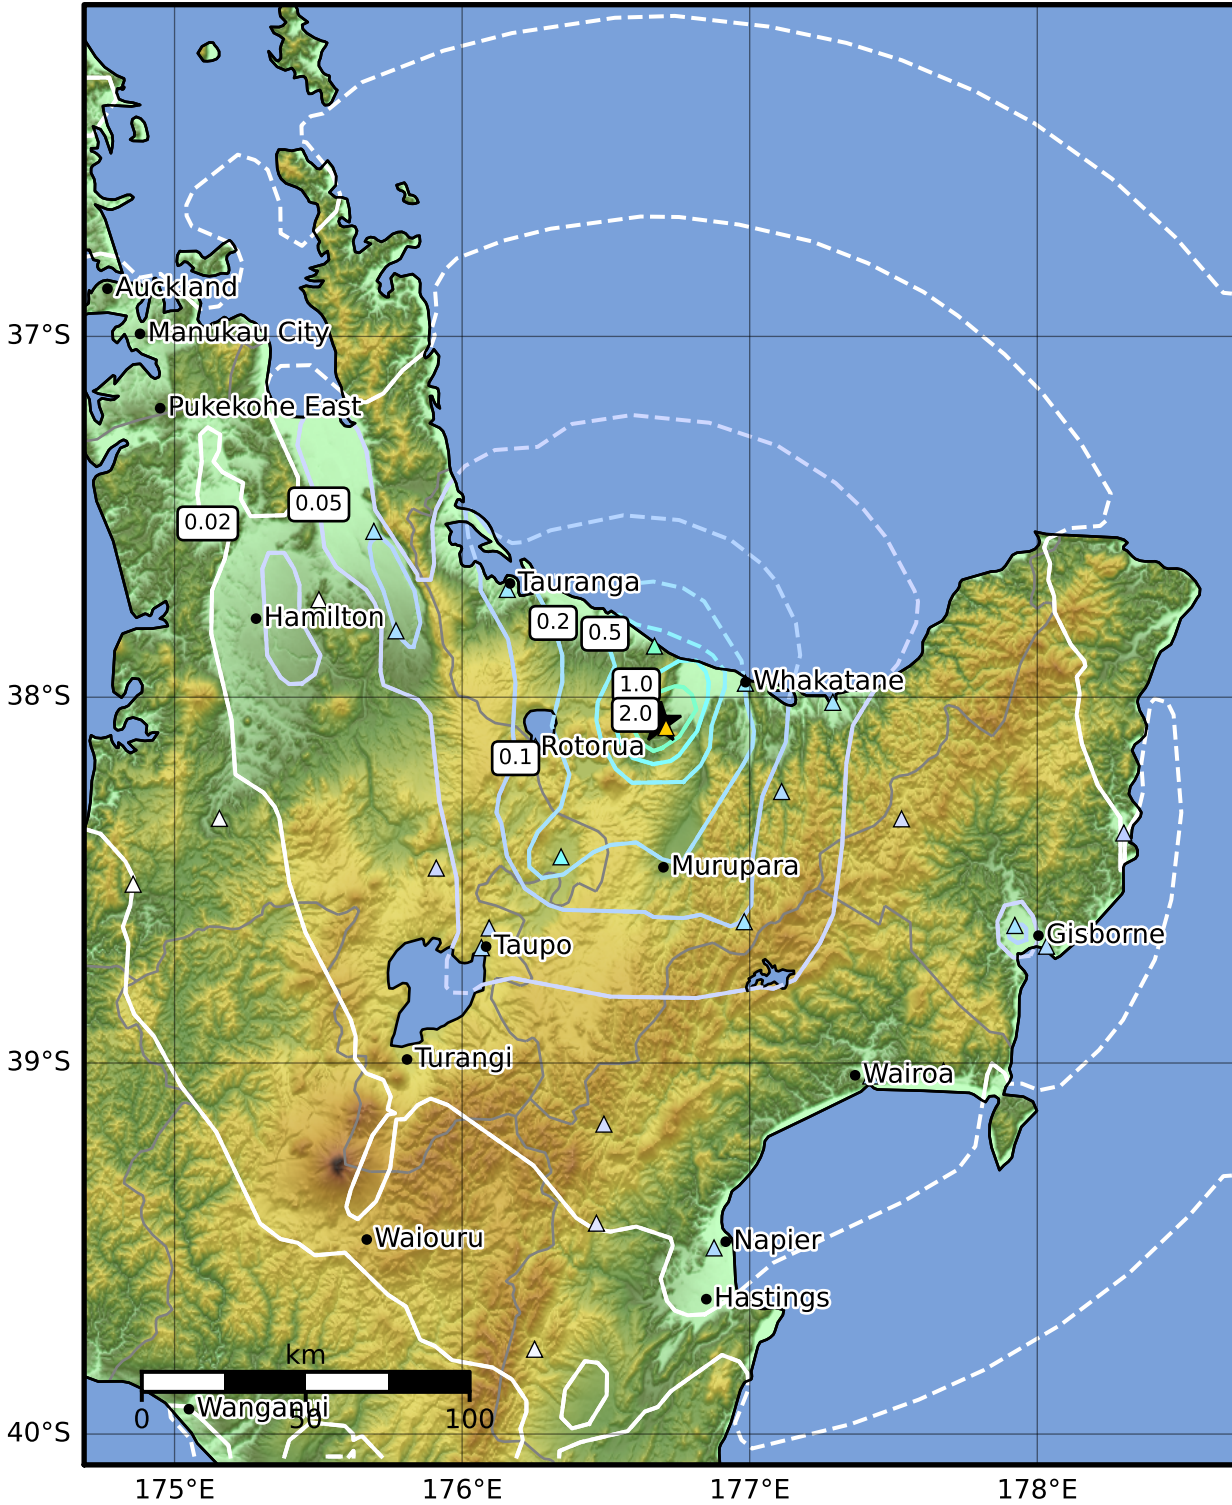 Auckland
Manukau City
37°S
Pukekohe East
0.05
0.02
Tauranga
Hamilton
0.2
0.5
Whakatane
1.0
38°S
2.0
Rotorua
0.1
Murupara
Gisborne
Taupo
Turangi
39°S
Wairoa
Waiouru
Napier
Hastings
km
Wanganui
0 50 100
40°S
175°E 176°E 177°E 178°E